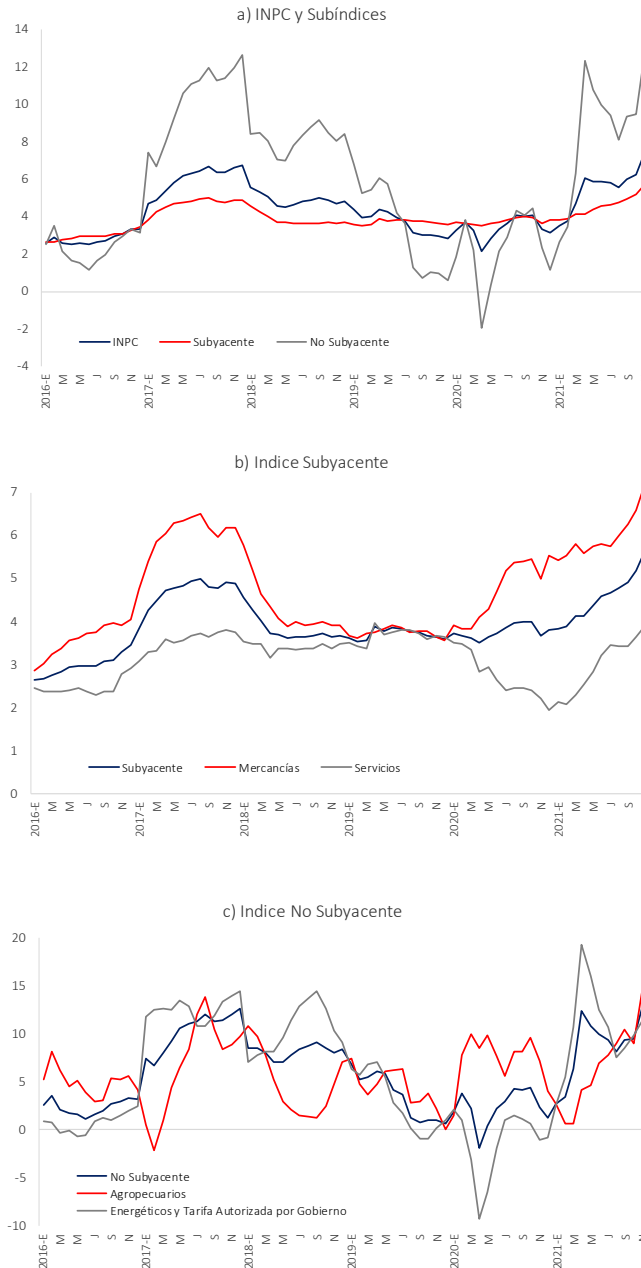 a) INPC y Subíndices
14
12
10
8
6
4
2
0
-2
-4
INPC Subyacente No Subyacente
2016-E M M J S N 2017-E M M J S N 2018-E M M J S N 2019-E M M J S N 2020-E M M J S N 2021-E M M J S
b) Indice Subyacente
7
6
5
4
3
2
1
0
Subyacente Mercancías Servicios
2016-E M M J S N 2017-E M M J S N 2018-E M M J S N 2019-E M M J S N 2020-E M M J S N 2021-E M M J S
c) Indice No Subyacente
20
15
10
5
0
-5
-10
No Subyacente
Agropecuarios
Energéticos y Tarifa Autorizada por Gobierno
2016-E M M J S N 2017-E M M J S N 2018-E M M J S N 2019-E M M J S N 2020-E M M J S N 2021-E M M J S N